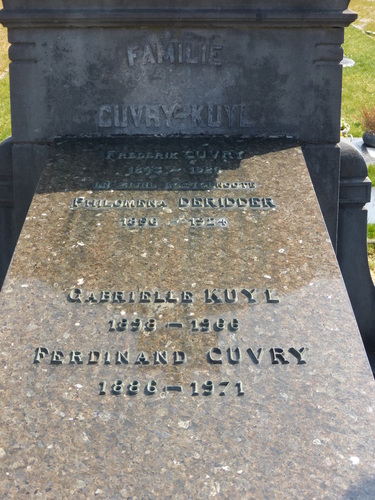 FAMILIE
CUVRY-KUYL
FREDERIK CUVRY
PHILOMENA DERIDDER
GABRIELLE KUYL
1898 – 1966
FERDINAND CUVRY
1886 – 1971